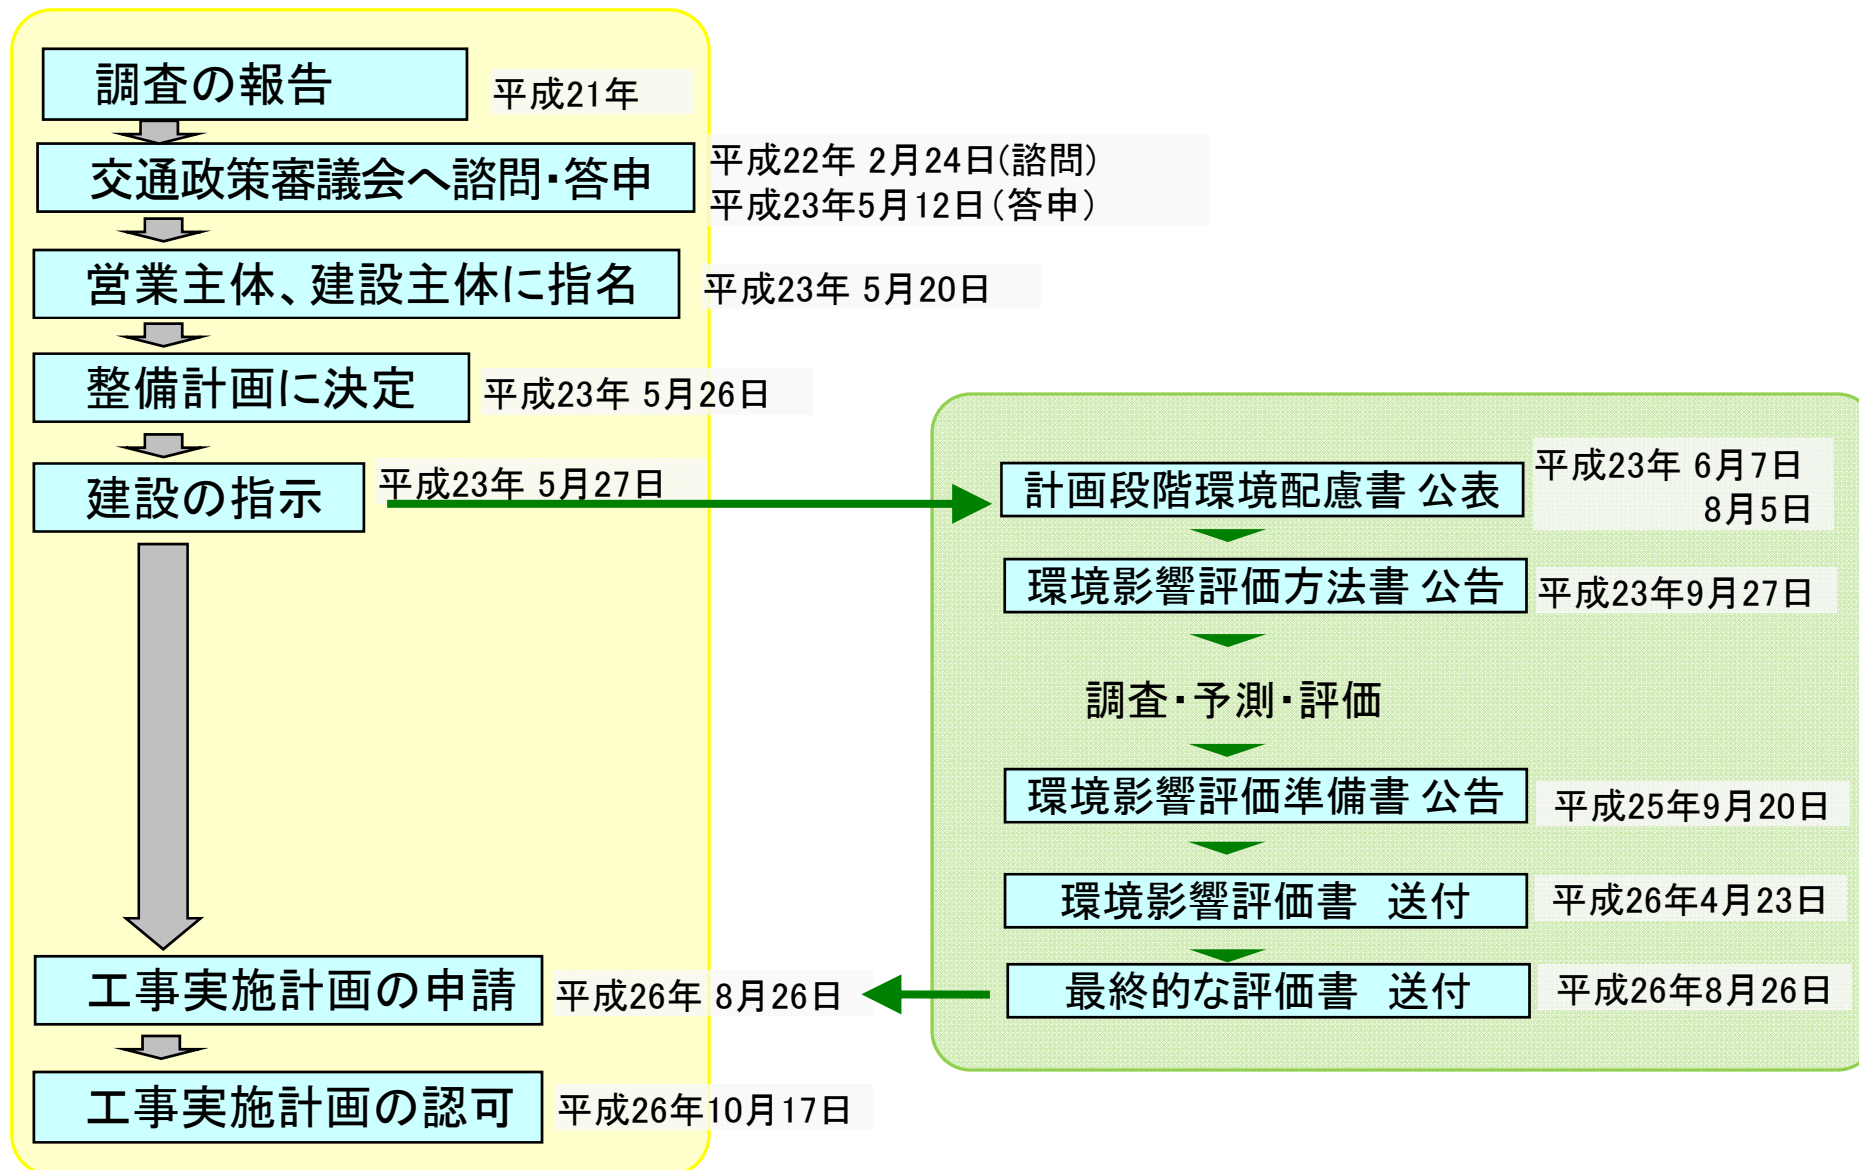 調査の報告
平成21年
交通政策審議会へ諮問・答申
平成22年 2月24日(諮問)
平成23年5月12日(答申)
営業主体、建設主体に指名
平成23年 5月20日
整備計画に決定
平成23年 5月26日
建設の指示
平成23年 5月27日
工事実施計画の申請
平成26年 8月26日
工事実施計画の認可
平成26年10月17日
計画段階環境配慮書 公表
平成23年 6月7日
8月5日
環境影響評価方法書 公告
平成23年9月27日
調査・予測・評価
環境影響評価準備書 公告
平成25年9月20日
環境影響評価書　送付
平成26年4月23日
最終的な評価書　送付
平成26年8月26日